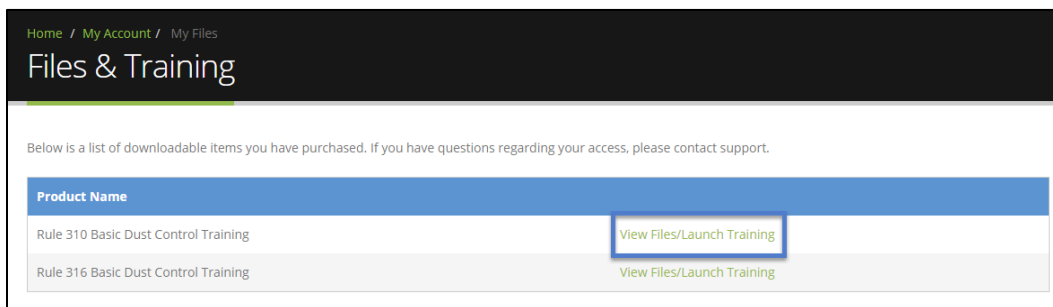 Home / My Account / My Files
Files & Training
Below is a list of downloadable items you have purchased. If you have questions regarding your access, please contact support.
Product Name
Rule 310 Basic Dust Control Training View Files/Launch Training
Rule 316 Basic Dust Control Training View Files/Launch Training